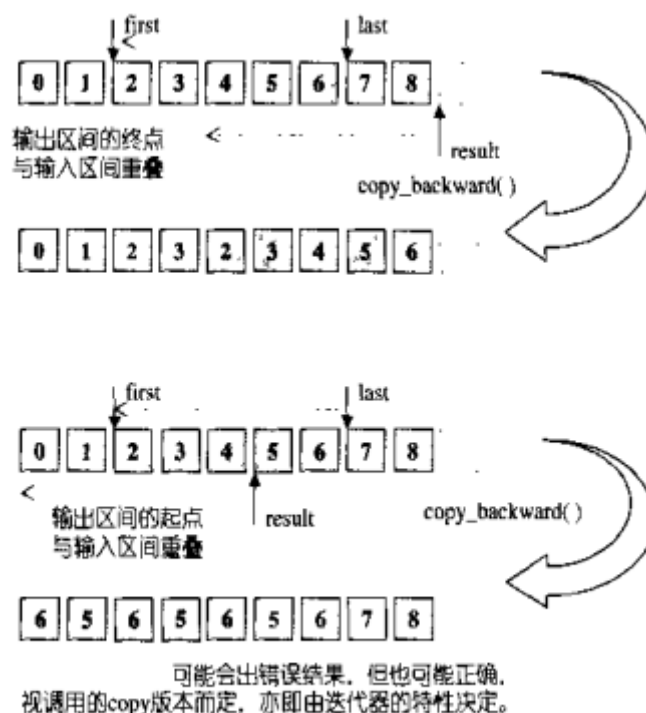 first last
0 1 2 3 4 5 6 7 8
输出区间的终点
与输入区间重叠
result
copy_backward( )
0 1 2 3 2 3 4 5 6
first last
0 1 2 3 4 5 6 7 8
输出区间的起点
与输入区间重叠
result
copy_backward( )
6 5 6 5 6 5 6 7 8
可能会出错误结果，但也可能正确，
视调用的copy版本而定，亦即由迭代器的特性决定。